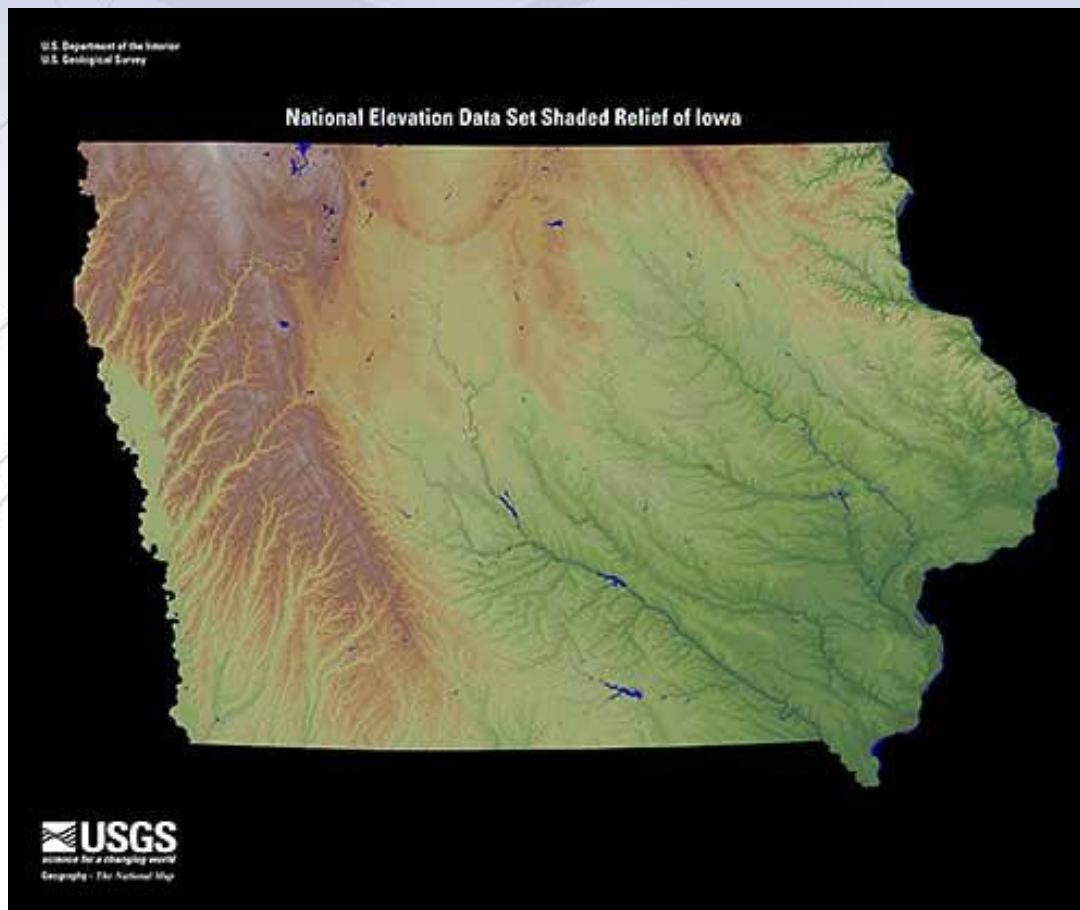 U.S. Department of the Interior
U.S. Geological Survey
National Elevation Data Set Shaded Relief of Iowa
USGS
science for a changing world
Geography - The National Map